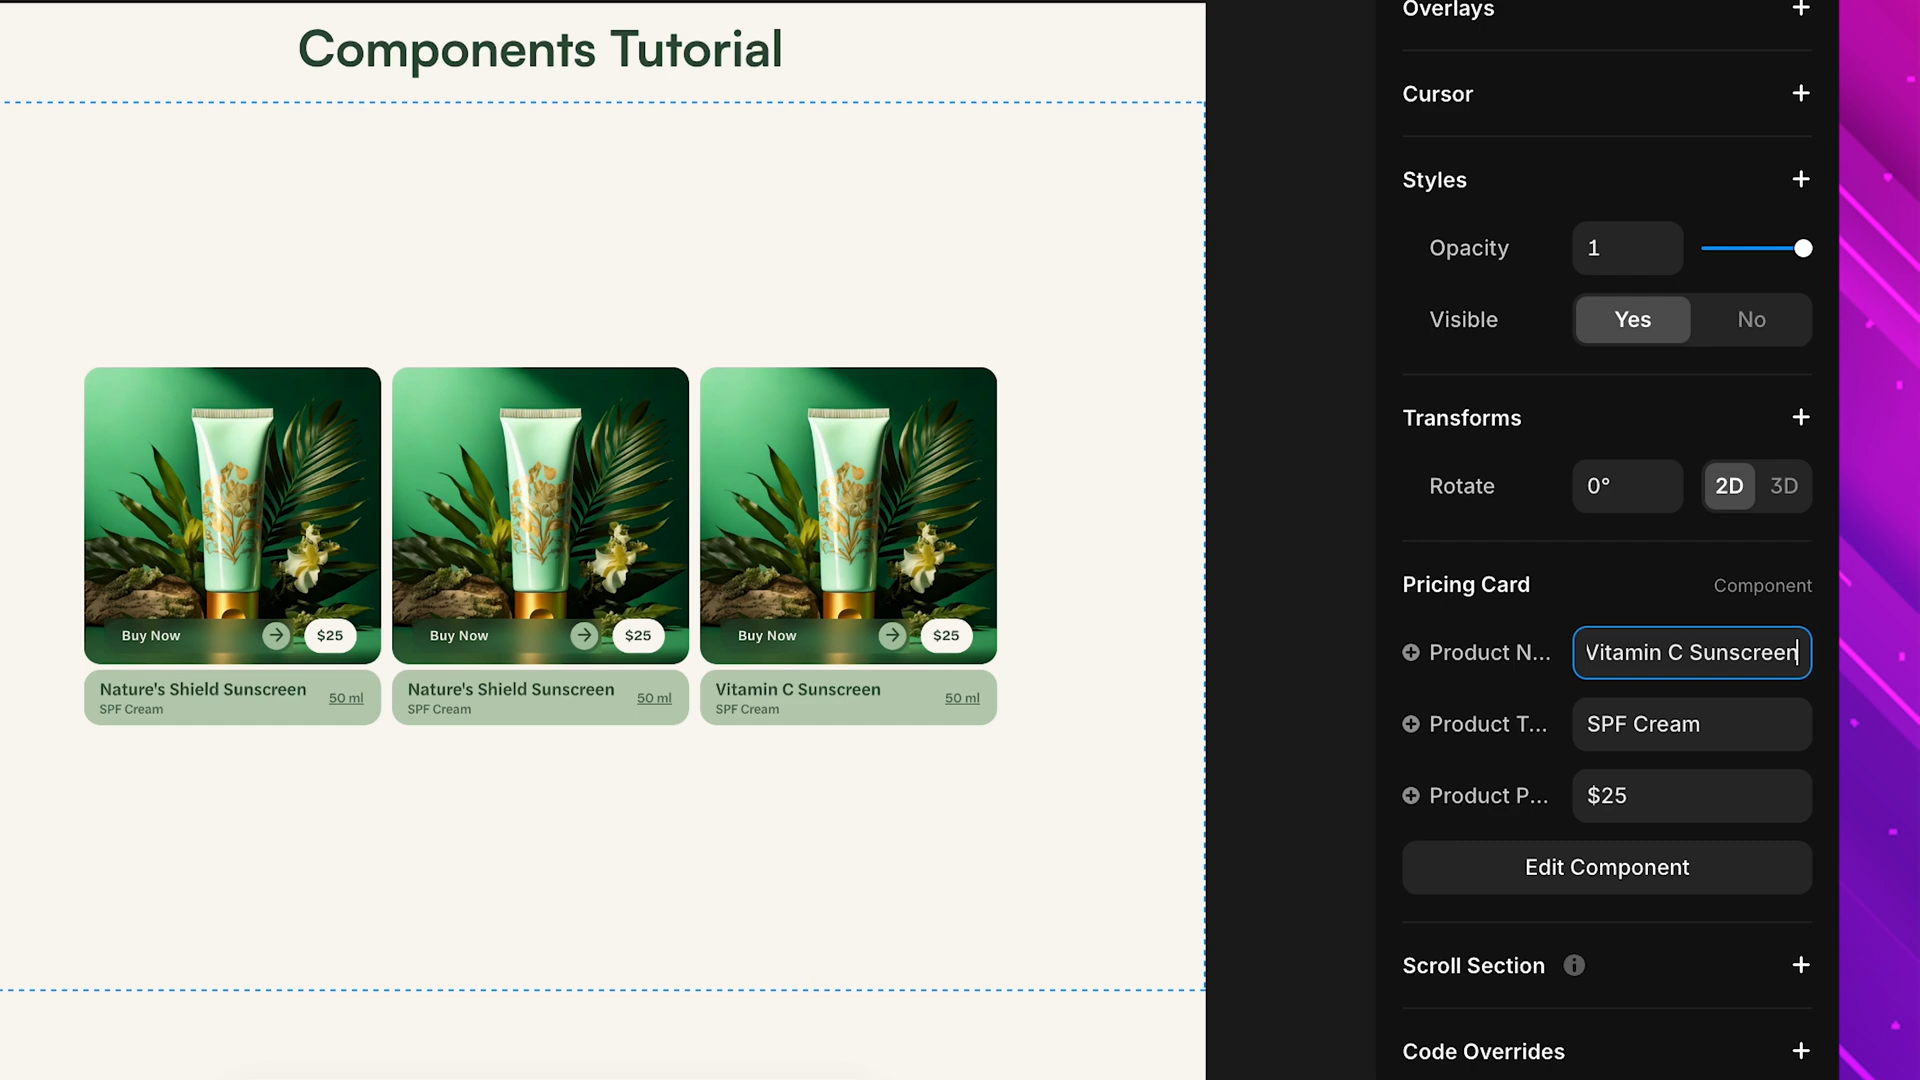 Components Tutorial
Buy Now
$25
Nature's Shield Sunscreen
SPF Cream
50 ml
Buy Now
$25
Nature's Shield Sunscreen
SPF Cream
50 ml
Buy Now
$25
Vitamin C Sunscreen
SPF Cream
50 ml
Overlays
Cursor
Styles
Opacity 1
Visible Yes No
Transforms
Rotate 0° 2D 3D
Pricing Card Component
Product N... Vitamin C Sunscreen
Product T... SPF Cream
Product P... $25
Edit Component
Scroll Section
Code Overrides